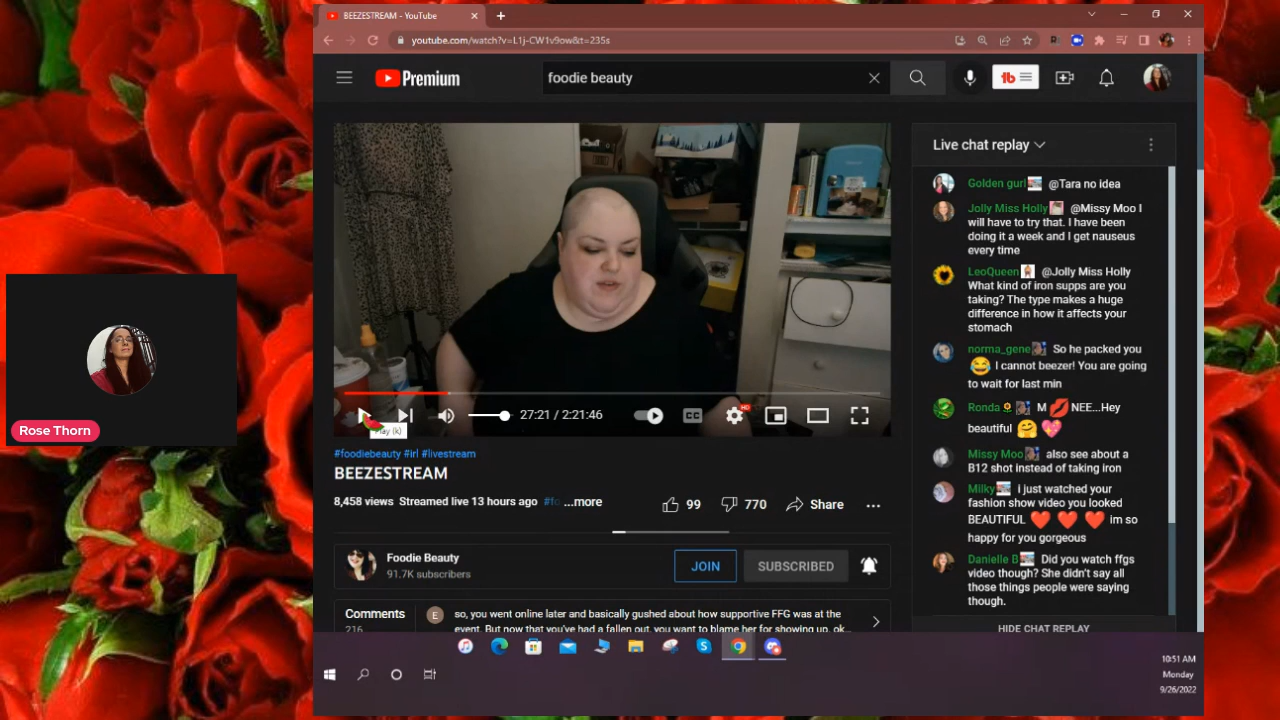 BEEZESTREAM - YouTube
youtube.com/watch?v=L1j-CW1v9ow&t=235s
Premium
foodie beauty
Live chat replay
Golden gurl @Tara no idea
Jolly Miss Holly @Missy Moo I
will have to try that. I have been
doing it a week and I get nauseus
every time
LeoQueen @Jolly Miss Holly
What kind of iron supps are you
taking? The type makes a huge
difference in how it affects your
stomach
norma_gene So he packed you
I cannot beezer! You are going
to wait for last min
Ronda M NEE...Hey
beautiful
Missy Moo also see about a
B12 shot instead of taking iron
Milky i just watched your
fashion show video you looked
BEAUTIFUL im so
happy for you gorgeous
Danielle B Did you watch ffgs
video though? She didn't say all
those things people were saying
though.
HIDE CHAT REPLAY
27:21 / 2:21:46
CC
HD
Play (k)
#foodiebeauty #irl #livestream
BEEZESTREAM
8,458 views Streamed live 13 hours ago #fo ...more
99
770
Share
Foodie Beauty
91.7K subscribers
JOIN
SUBSCRIBED
Comments
216
E
so, you went online later and basically gushed about how supportive FFG was at the
event. But now that you've had a fallen out, you want to blame her for showing up, ok...
Rose Thorn
10:51 AM
Monday
9/26/2022